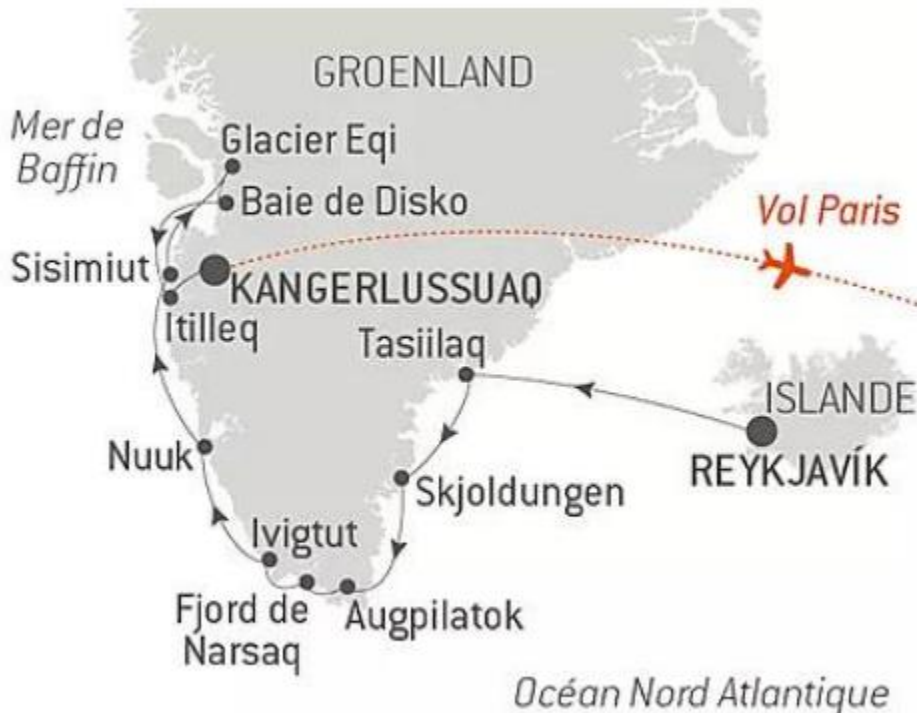 GROENLAND
Mer de
Baffin
Glacier Eqi
Baie de Disko
Vol Paris
Sisimiut
KANGERLUSSUAQ
Itilleq
Tasiilaq
ISLANDE
REYKJAVÍK
Nuuk
Skjoldungen
Ivigtut
Fjord de
Narsaq
Augpilatok
Océan Nord Atlantique